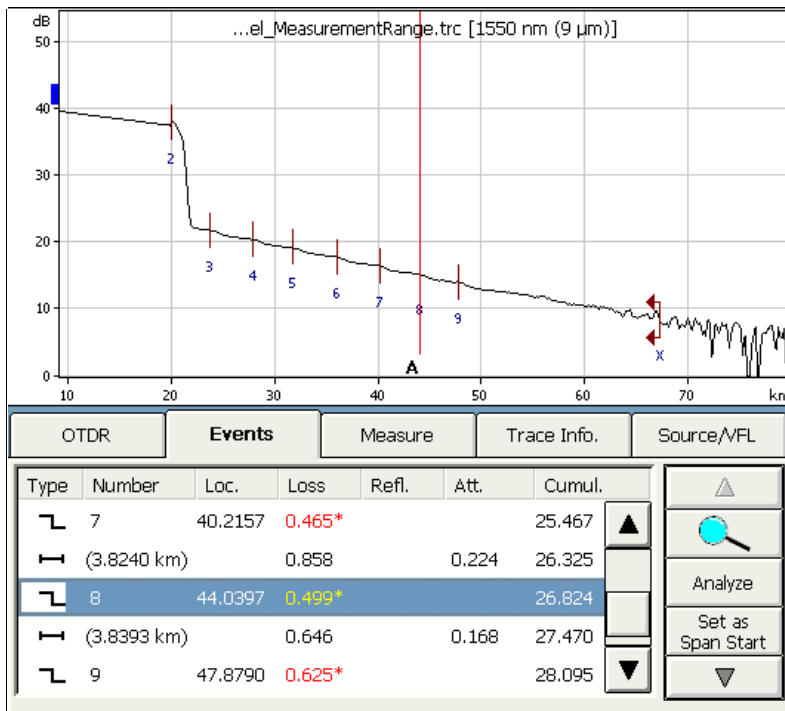 dB
...el_MeasurementRange.trc [1550 nm (9 µm)]
50
40
30
20
10
0
2
3
4
5
6
7
8
9
X
A
10 20 30 40 50 60 70 km
OTDR Events Measure Trace Info. Source/VFL
Type Number Loc. Loss Refl. Att. Cumul.
7 40.2157 0.465* 25.467
(3.8240 km) 0.858 0.224 26.325
8 44.0397 0.499* 26.824
(3.8393 km) 0.646 0.168 27.470
9 47.8790 0.625* 28.095
Analyze
Set as
Span Start